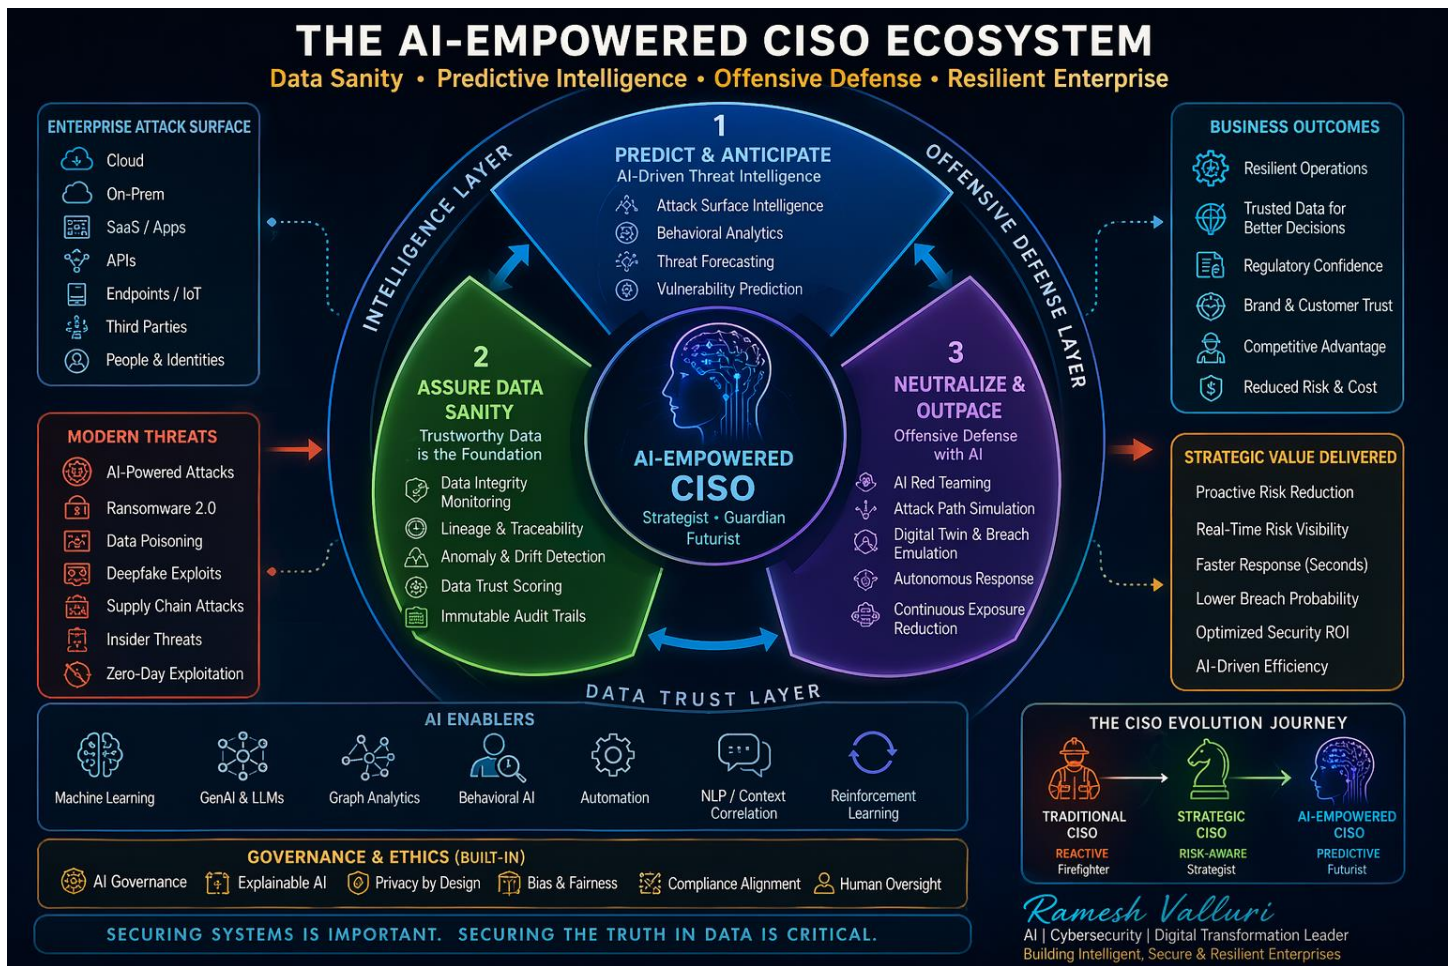 THE AI-EMPOWERED CISO ECOSYSTEM
Data Sanity • Predictive Intelligence • Offensive Defense • Resilient Enterprise
ENTERPRISE ATTACK SURFACE
Cloud
On-Prem
SaaS / Apps
APIs
Endpoints / IoT
Third Parties
People & Identities
MODERN THREATS
AI-Powered Attacks
Ransomware 2.0
Data Poisoning
Deepfake Exploits
Supply Chain Attacks
Insider Threats
Zero-Day Exploitation
INTELLIGENCE LAYER
OFFENSIVE DEFENSE LAYER
DATA TRUST LAYER
1
PREDICT & ANTICIPATE
AI-Driven Threat Intelligence
Attack Surface Intelligence
Behavioral Analytics
Threat Forecasting
Vulnerability Prediction
2
ASSURE DATA
SANITY
Trustworthy Data
is the Foundation
Data Integrity
Monitoring
Lineage & Traceability
Anomaly & Drift Detection
Data Trust Scoring
Immutable Audit Trails
AI-EMPOWERED
CISO
Strategist • Guardian
Futurist
3
NEUTRALIZE &
OUTPACE
Offensive Defense
with AI
AI Red Teaming
Attack Path Simulation
Digital Twin & Breach
Emulation
Autonomous Response
Continuous Exposure
Reduction
BUSINESS OUTCOMES
Resilient Operations
Trusted Data for
Better Decisions
Regulatory Confidence
Brand & Customer Trust
Competitive Advantage
Reduced Risk & Cost
STRATEGIC VALUE DELIVERED
Proactive Risk Reduction
Real-Time Risk Visibility
Faster Response (Seconds)
Lower Breach Probability
Optimized Security ROI
AI-Driven Efficiency
AI ENABLERS
Machine Learning
GenAI & LLMs
Graph Analytics
Behavioral AI
Automation
NLP / Context
Correlation
Reinforcement
Learning
GOVERNANCE & ETHICS (BUILT-IN)
AI Governance
Explainable AI
Privacy by Design
Bias & Fairness
Compliance Alignment
Human Oversight
SECURING SYSTEMS IS IMPORTANT. SECURING THE TRUTH IN DATA IS CRITICAL.
THE CISO EVOLUTION JOURNEY
TRADITIONAL
CISO
REACTIVE
Firefighter
STRATEGIC
CISO
RISK-AWARE
Strategist
AI-EMPOWERED
CISO
PREDICTIVE
Futurist
Ramesh Valluri
AI | Cybersecurity | Digital Transformation Leader
Building Intelligent, Secure & Resilient Enterprises